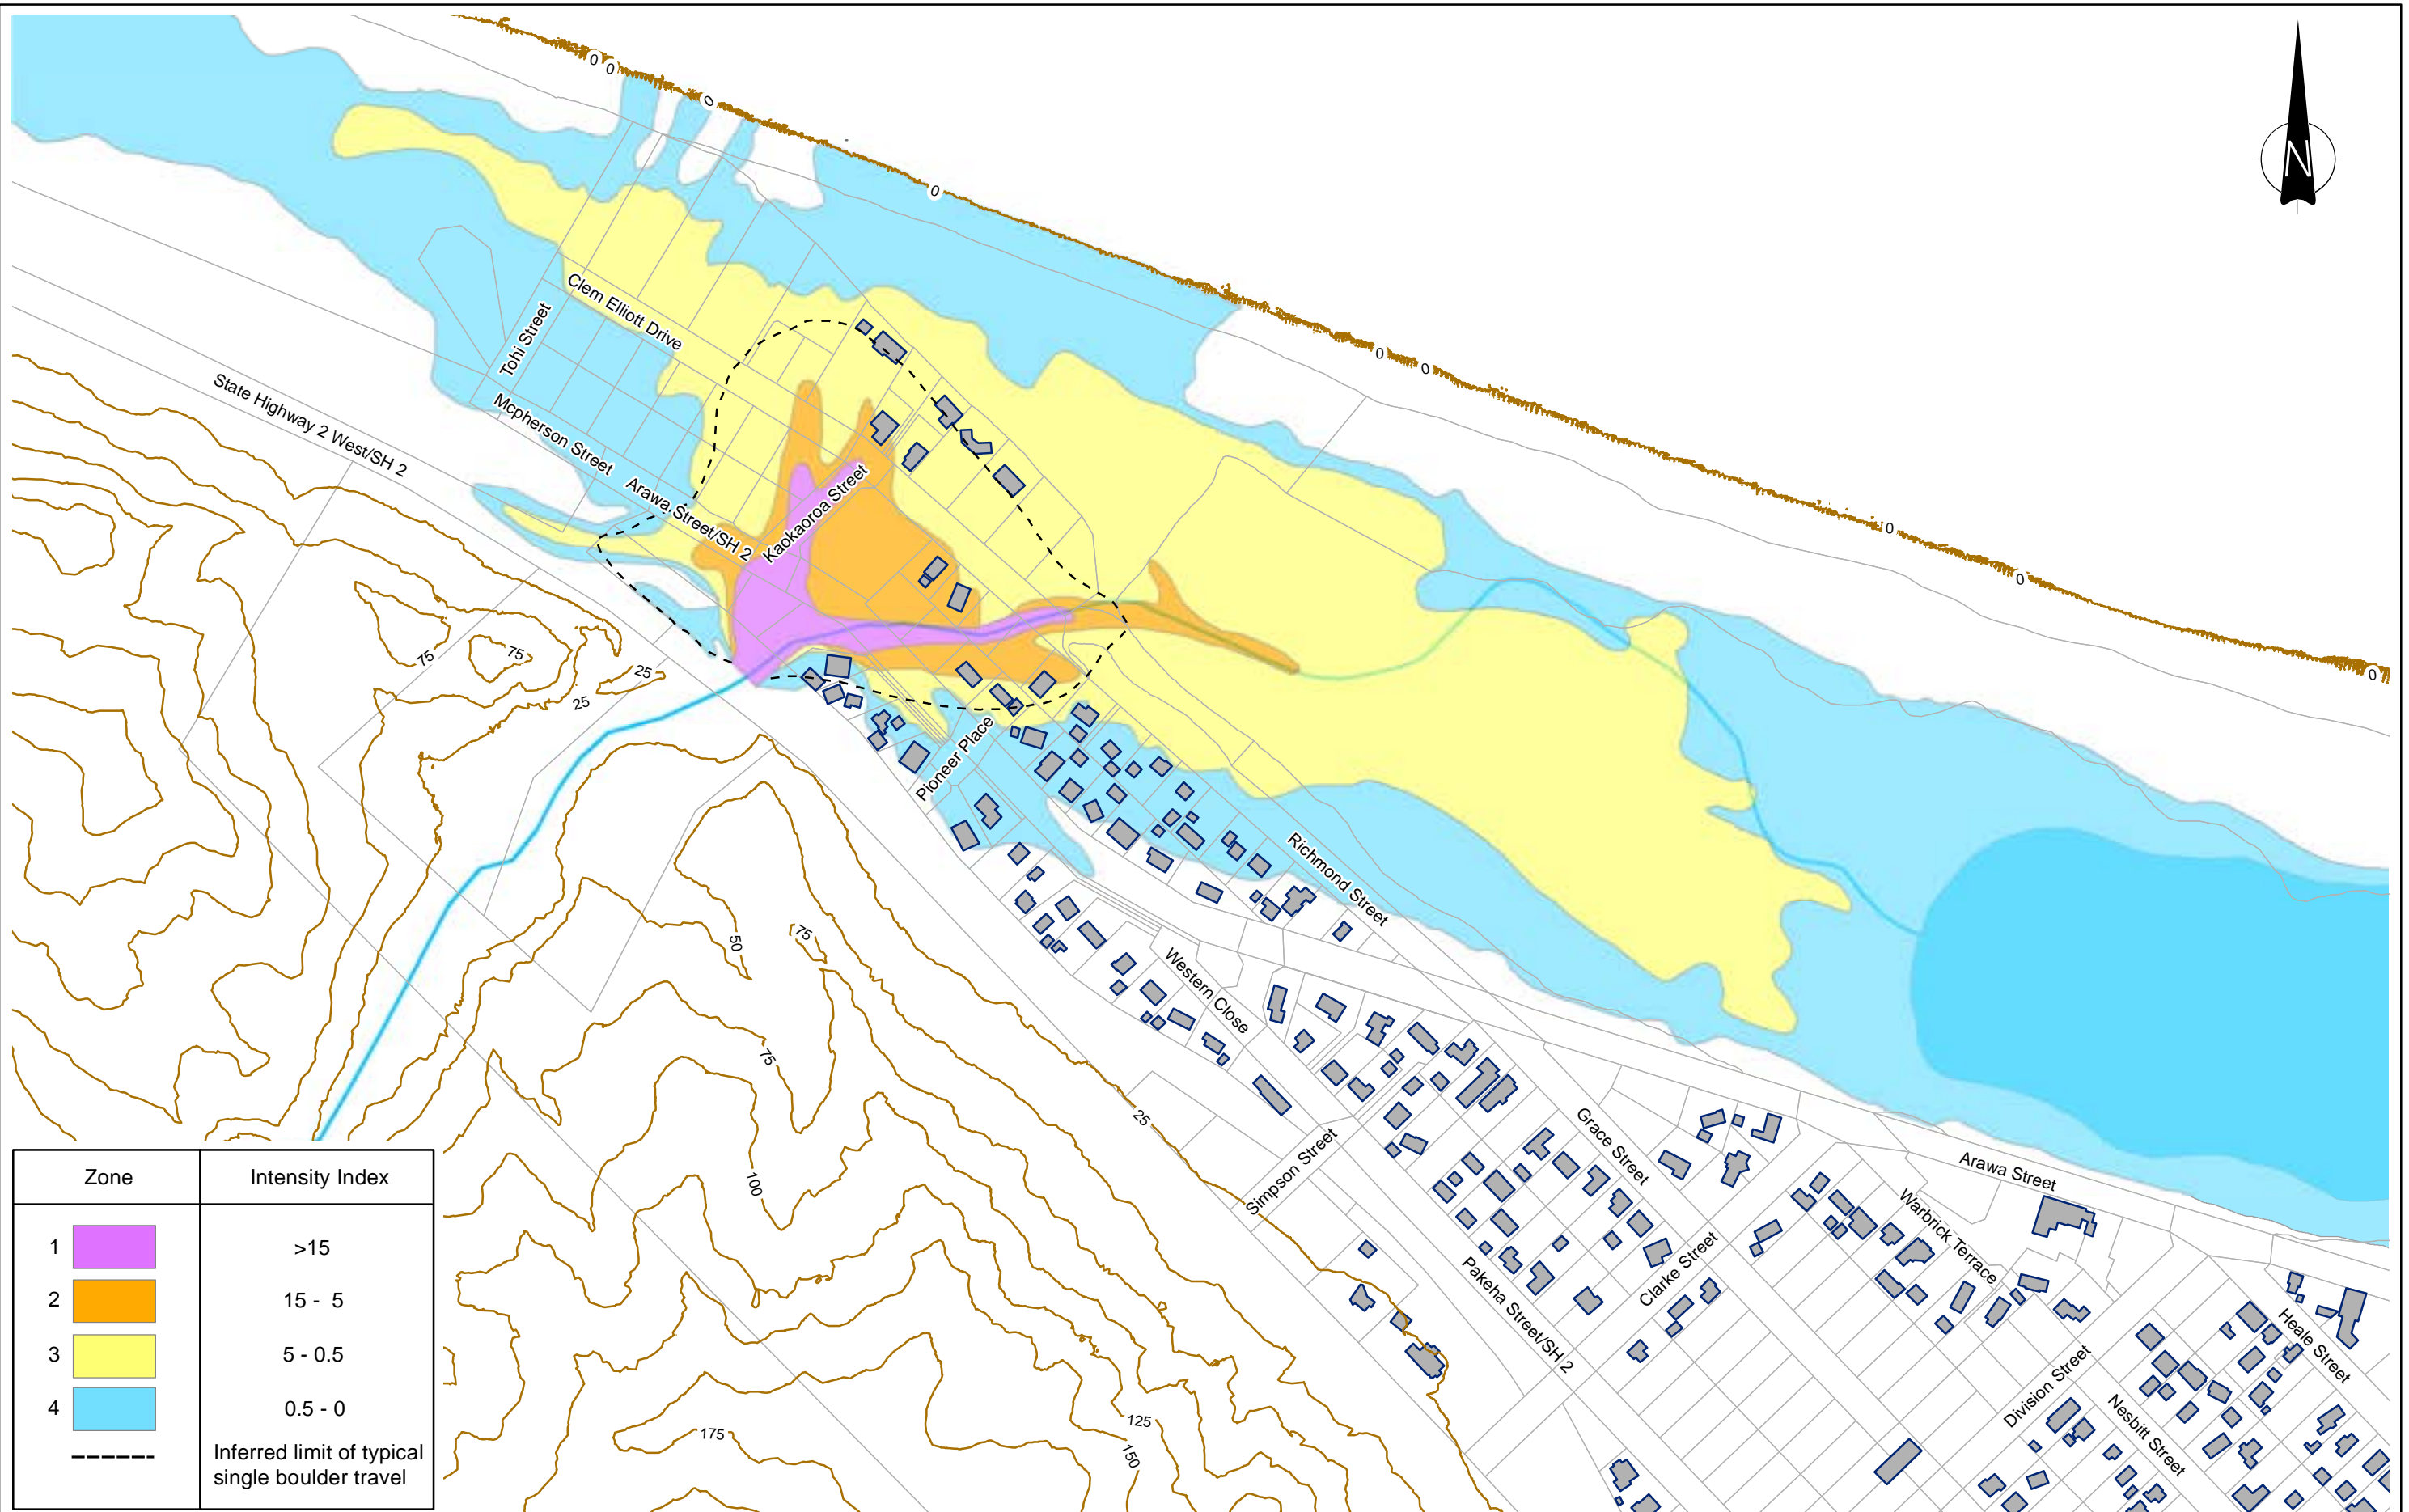 0 0
0
0
N
Clem Elliott Drive
Tohi Street
0
0
State Highway 2 West/SH 2
Mcpherson Street
Arawa Street/SH 2
Kaokaoroa Street
0
0
75
75
25
25
0
Pioneer Place
Richmond Street
50
75
Western Close
75
25
100
Simpson Street
Grace Street
Arawa Street
Warbrick Terrace
Pakeha Street/SH 2
Clarke Street
Heale Street
Division Street
Nesbitt Street
125
150
175
Zone
Intensity Index
1
>15
2
15 - 5
3
5 - 0.5
4
0.5 - 0
Inferred limit of typical
single boulder travel